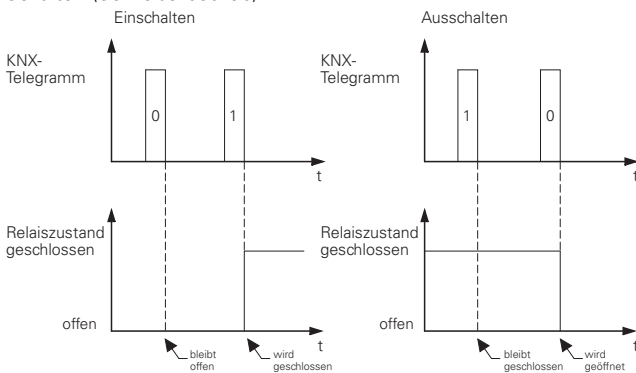 Einschalten
Ausschalten
KNX-
Telegramm
0
1
t
KNX-
Telegramm
1
0
t
Relaiszustand
geschlossen
offen
bleibt
offen
wird
geschlossen
t
Relaiszustand
geschlossen
offen
bleibt
geschlossen
wird
geöffnet
t